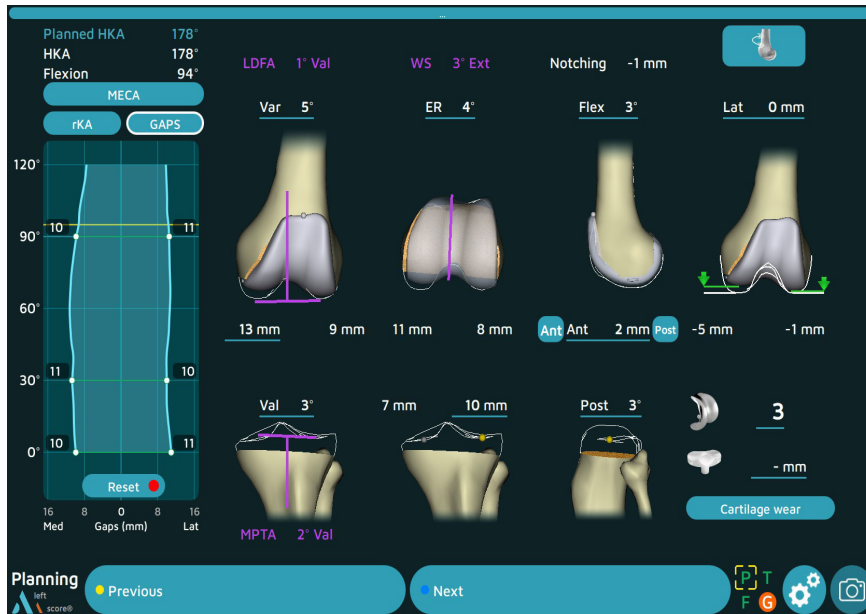 ...
Planned HKA 178°
HKA 178°
Flexion 94°
MECA
rKA GAPS
LDFA 1° Val
WS 3° Ext
Notching -1 mm
Var 5°
ER 4°
Flex 3°
Lat 0 mm
120°
90°
60°
30°
0°
10 11
11 10
10 11
Reset
16 8 0 8 16
Med Gaps (mm) Lat
13 mm 9 mm
11 mm 8 mm
Ant Ant 2 mm Post
-5 mm -1 mm
Val 3°
7 mm 10 mm
Post 3°
3
- mm
Cartilage wear
MPTA 2° Val
Planning
left
score®
Previous
Next
P T
F G